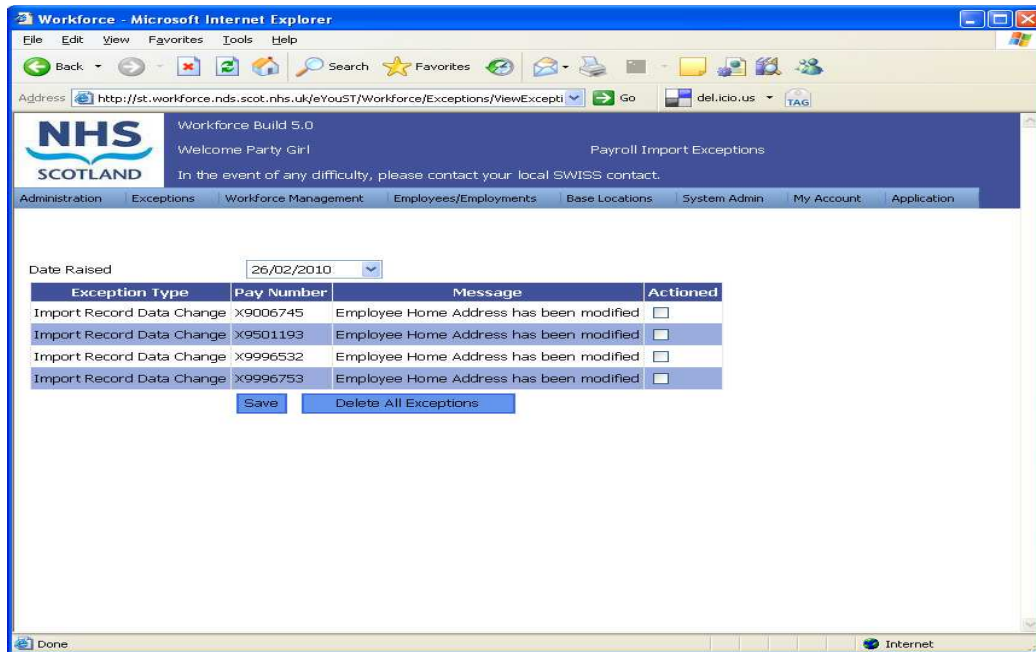 Workforce - Microsoft Internet Explorer
File Edit View Favorites Tools Help
Back Search Favorites
Address http://st.workforce.nds.scot.nhs.uk/eYouST/Workforce/Exceptions/ViewExcepti Go del.icio.us TAG
NHS
SCOTLAND
Workforce Build 5.0
Welcome Party Girl Payroll Import Exceptions
In the event of any difficulty, please contact your local SWISS contact.
Administration Exceptions Workforce Management Employees/Employments Base Locations System Admin My Account Application
Date Raised 26/02/2010
Exception Type Pay Number Message Actioned
Import Record Data Change X9006745 Employee Home Address has been modified
Import Record Data Change X9501193 Employee Home Address has been modified
Import Record Data Change X9996532 Employee Home Address has been modified
Import Record Data Change X9996753 Employee Home Address has been modified
Save Delete All Exceptions
Done Internet